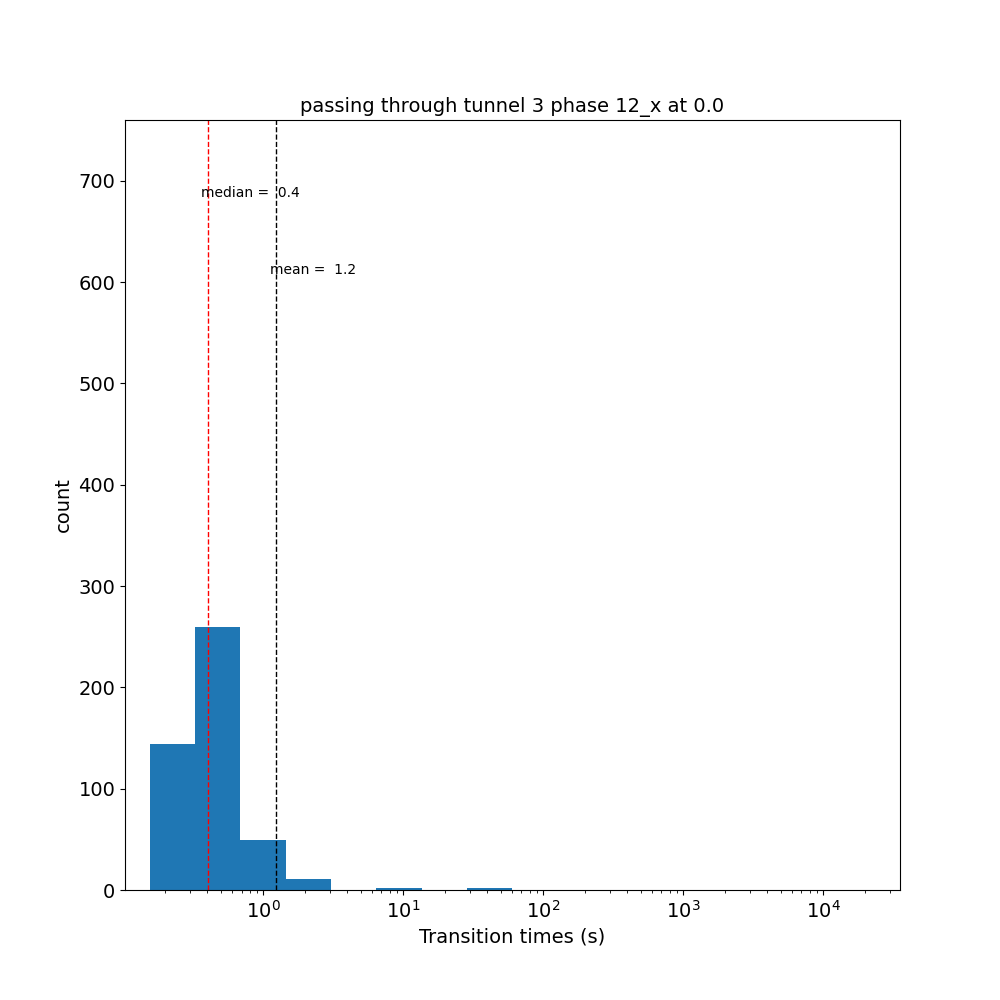 passing through tunnel 3 phase 12_x at 0.0
700
median =  0.4
mean =  1.2
600
500
400
count
300
200
100
0
10^0 10^1 10^2 10^3 10^4
Transition times (s)